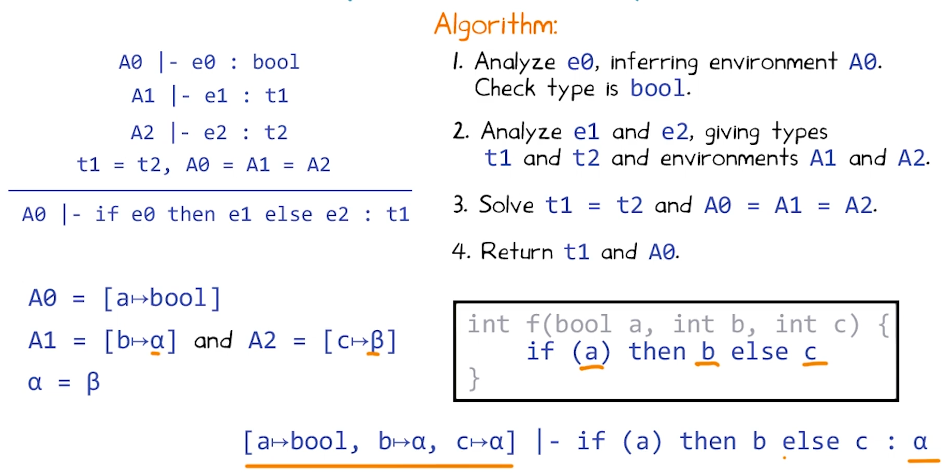 Algorithm:
A0 |- e0 : bool
A1 |- e1 : t1
A2 |- e2 : t2
t1 = t2, A0 = A1 = A2
A0 |- if e0 then e1 else e2 : t1
1. Analyze e0, inferring environment A0.
Check type is bool.
2. Analyze e1 and e2, giving types
t1 and t2 and environments A1 and A2.
3. Solve t1 = t2 and A0 = A1 = A2.
4. Return t1 and A0.
A0 = [a↦bool]
A1 = [b↦α] and A2 = [c↦β]
α = β
int f(bool a, int b, int c) {
if (a) then b else c
}
[a↦bool, b↦α, c↦α] |- if (a) then b else c : α